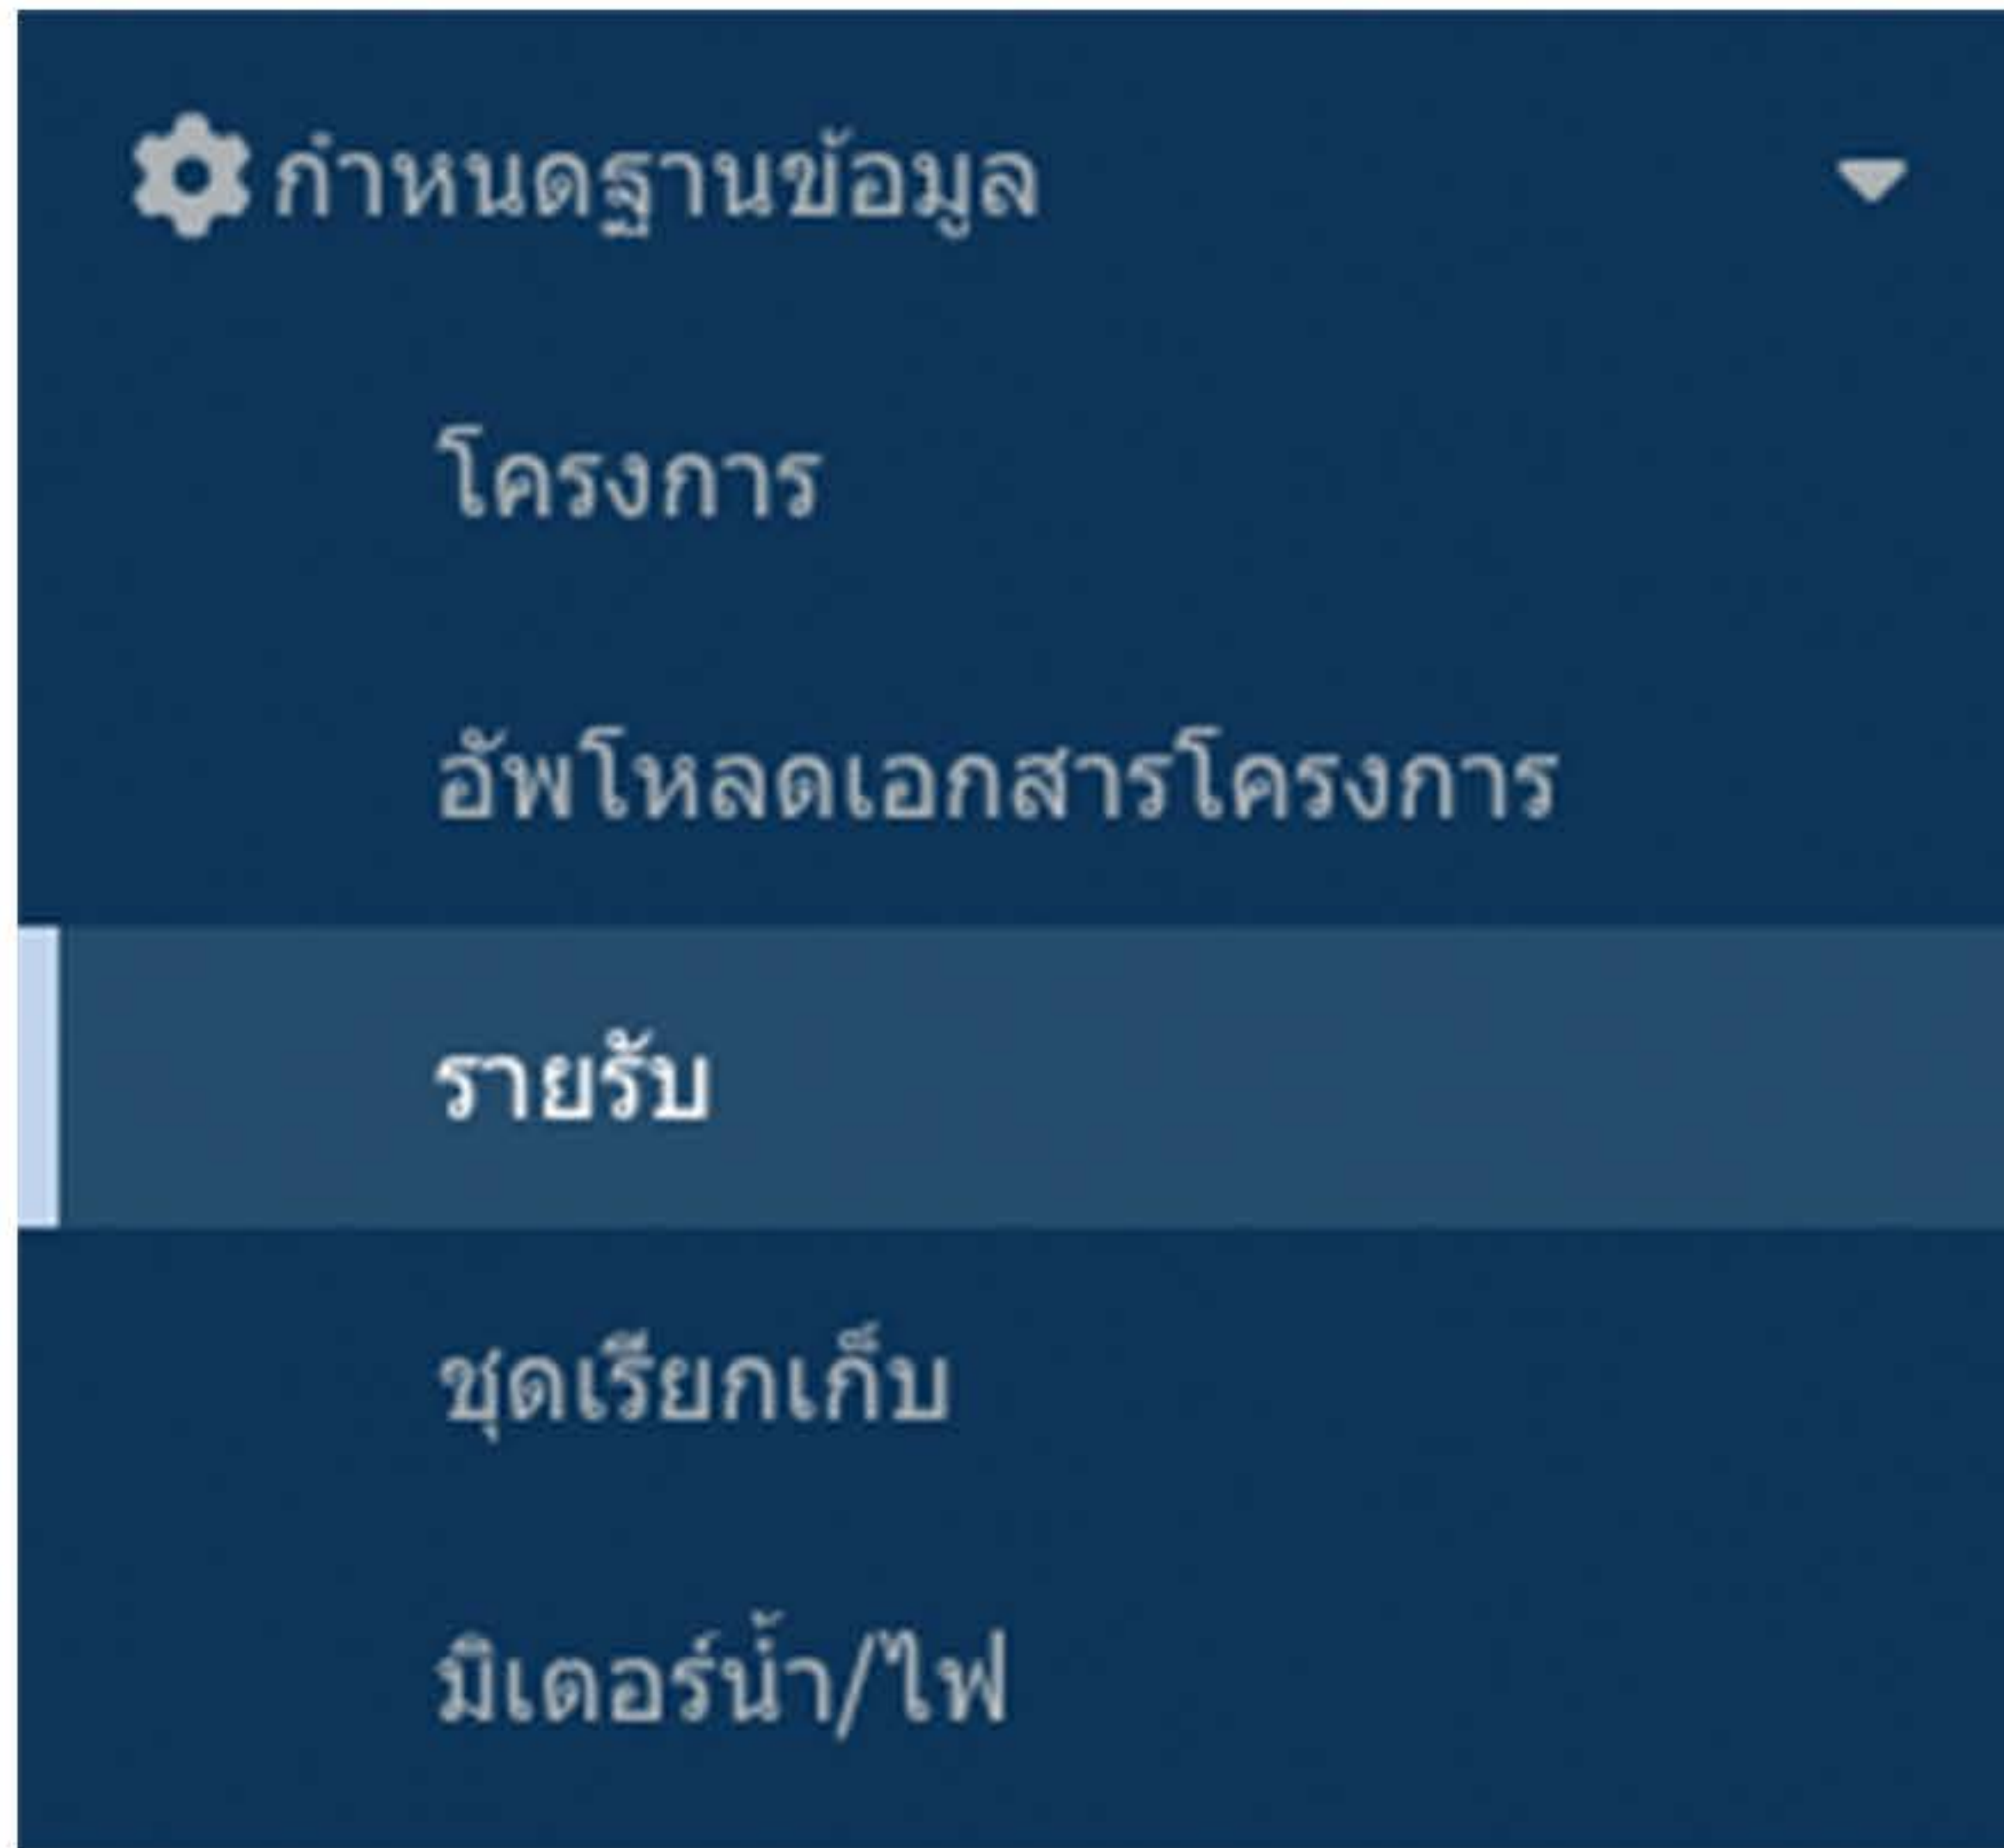 กำหนดฐานข้อมูล
โครงการ
อัพโหลดเอกสารโครงการ
รายรับ
ชุดเรียกเก็บ
มิเตอร์น้ำ/ไฟ